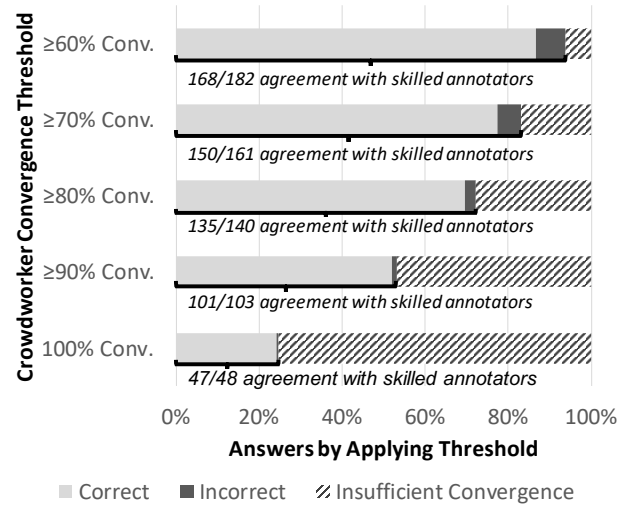 Crowdworker Convergence Threshold
≥60% Conv.
168/182 agreement with skilled annotators
≥70% Conv.
150/161 agreement with skilled annotators
≥80% Conv.
135/140 agreement with skilled annotators
≥90% Conv.
101/103 agreement with skilled annotators
100% Conv.
47/48 agreement with skilled annotators
0% 20% 40% 60% 80% 100%
Answers by Applying Threshold
Correct Incorrect Insufficient Convergence